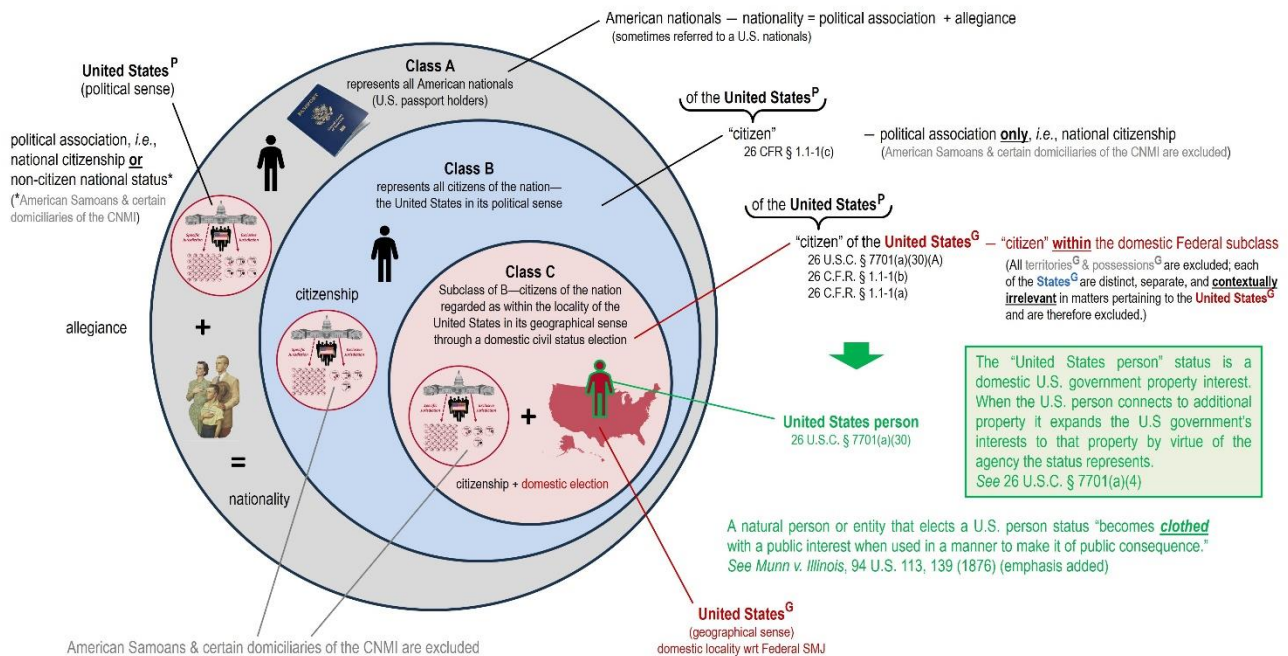 American nationals — nationality = political association + allegiance
(sometimes referred to a U.S. nationals)
United States^P
(political sense)
political association, i.e.,
national citizenship or
non-citizen national status*
(*American Samoans & certain
domiciliaries of the CNMI)
allegiance
+
=
nationality
PASSPORT
Class A
represents all American nationals
(U.S. passport holders)
Class B
represents all citizens of the nation—
the United States in its political sense
citizenship
Class C
Subclass of B—citizens of the nation
regarded as within the locality of the
United States in its geographical sense
through a domestic civil status election
+
citizenship + domestic election
of the United States^P
"citizen"
26 CFR § 1.1-1(c)
— political association only, i.e., national citizenship
(American Samoans & certain domiciliaries of the CNMI are excluded)
of the United States^P
"citizen" of the United States^G
26 U.S.C. § 7701(a)(30)(A)
26 C.F.R. § 1.1-1(b)
26 C.F.R. § 1.1-1(a)
— "citizen" within the domestic Federal subclass
(All territories^G & possessions^G are excluded; each
of the States^G are distinct, separate, and contextually
irrelevant in matters pertaining to the United States^G
and are therefore excluded.)
United States person
26 U.S.C. § 7701(a)(30)
The "United States person" status is a
domestic U.S. government property interest.
When the U.S. person connects to additional
property it expands the U.S government's
interests to that property by virtue of the
agency the status represents.
See 26 U.S.C. § 7701(a)(4)
A natural person or entity that elects a U.S. person status "becomes clothed
with a public interest when used in a manner to make it of public consequence."
See Munn v. Illinois, 94 U.S. 113, 139 (1876) (emphasis added)
United States^G
(geographical sense)
domestic locality wrt Federal SMJ
American Samoans & certain domiciliaries of the CNMI are excluded